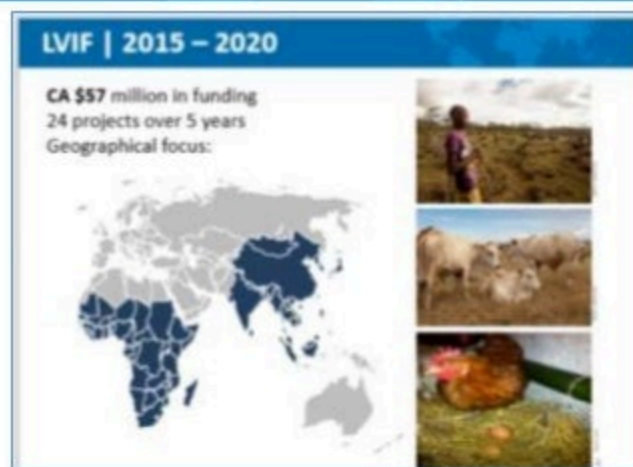 LVIF | 2015 – 2020
CA $57 million in funding
24 projects over 5 years
Geographical focus: